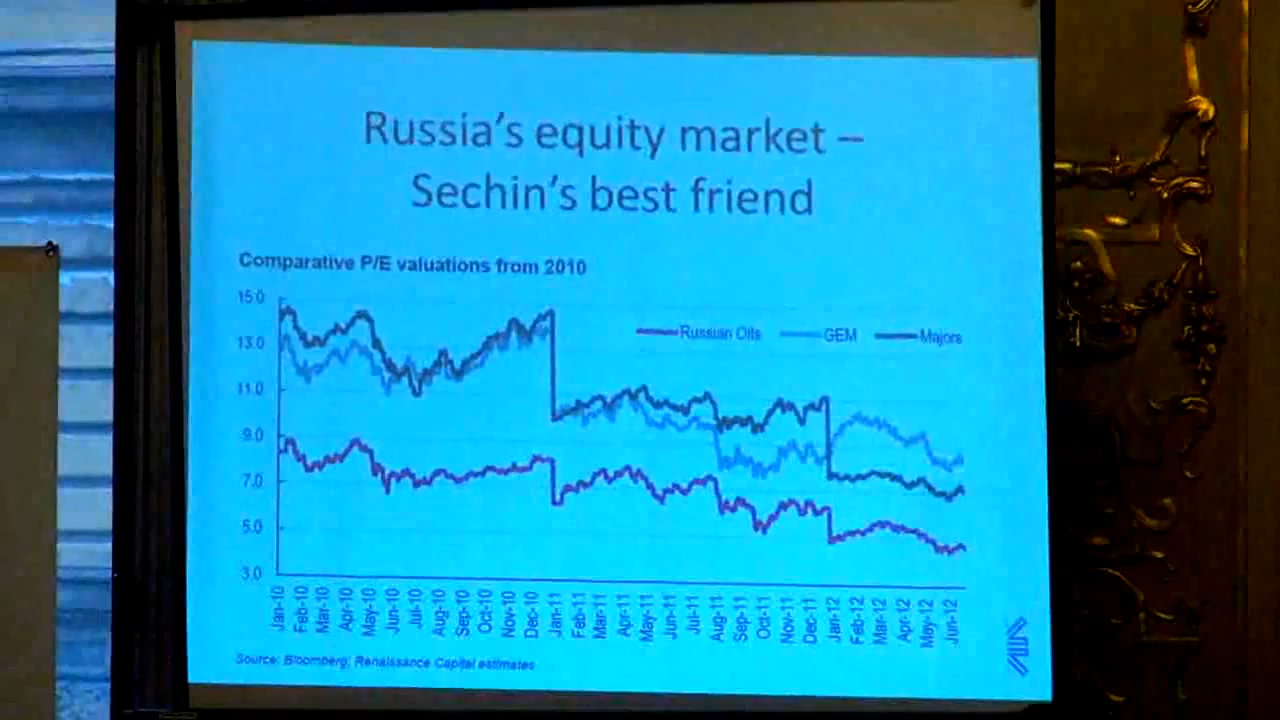 Russia's equity market –
Sechin's best friend
Comparative P/E valuations from 2010
15.0
13.0
11.0
9.0
7.0
5.0
3.0
Russian Oils GEM Majors
Jan-10 Feb-10 Mar-10 Apr-10 May-10 Jun-10 Jul-10 Aug-10 Sep-10 Oct-10 Nov-10 Dec-10 Jan-11 Feb-11 Mar-11 Apr-11 May-11 Jun-11 Jul-11 Aug-11 Sep-11 Oct-11 Nov-11 Dec-11 Jan-12 Feb-12 Mar-12 Apr-12 May-12 Jun-12
Source: Bloomberg; Renaissance Capital estimates